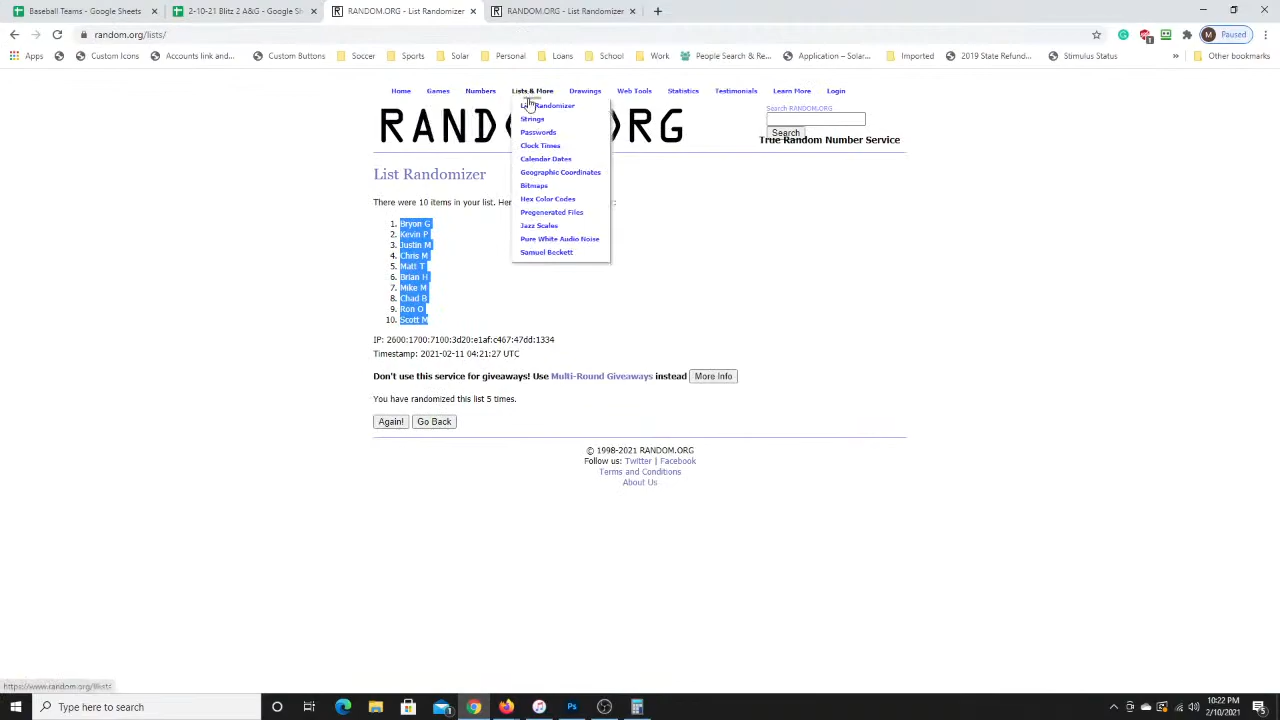 Baseball Teams - Google Sheets
2-10-21 Blitz 2 A&G - Google Sh
RANDOM.ORG - List Randomizer
RANDOM.ORG - List Randomizer
random.org/lists/
Paused
Apps
Custom Buttons
Accounts link and...
Custom Buttons
Soccer
Sports
Solar
Personal
Loans
School
Work
People Search &...
Application – Solar...
Imported
2019 State Refund...
Stimulus Status
»
Other bookmarks
Home Games Numbers Lists & More Drawings Web Tools Statistics Testimonials Learn More Login
Search RANDOM.ORG
Search
True Random Number Service
RAND RG
List Randomizer
Strings
Passwords
Clock Times
Calendar Dates
Geographic Coordinates
Bitmaps
Hex Color Codes
Pregenerated Files
Jazz Scales
Pure White Audio Noise
Samuel Beckett
List Randomizer
There were 10 items in your list. Her :
1. Bryon G
2. Kevin P
3. Justin M
4. Chris M
5. Matt T
6. Brian H
7. Mike M
8. Chad B
9. Ron O
10. Scott M
IP: 2600:1700:7100:3d20:e1af:c467:47dd:1334
Timestamp: 2021-02-11 04:21:27 UTC
Don't use this service for giveaways! Use Multi-Round Giveaways instead More Info
You have randomized this list 5 times.
Again! Go Back
© 1998-2021 RANDOM.ORG
Follow us: Twitter | Facebook
Terms and Conditions
About Us
https://www.random.org/lists
Type here to search
10:22 PM
2/10/2021